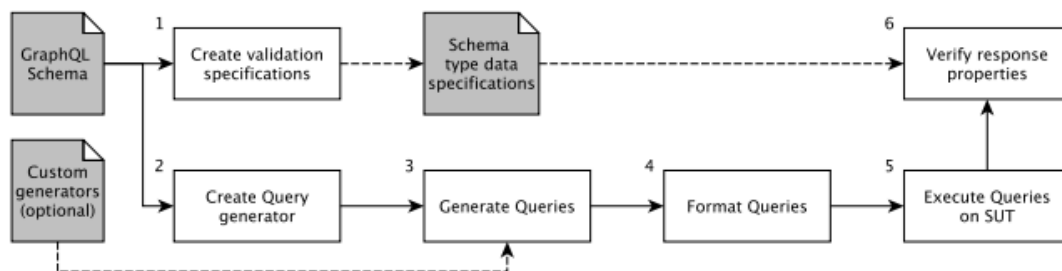 1
GraphQL
Schema
Create validation
specifications
Schema
type data
specifications
6
Verify response
properties
Custom
generators
(optional)
2
Create Query
generator
3
Generate Queries
4
Format Queries
5
Execute Queries
on SUT